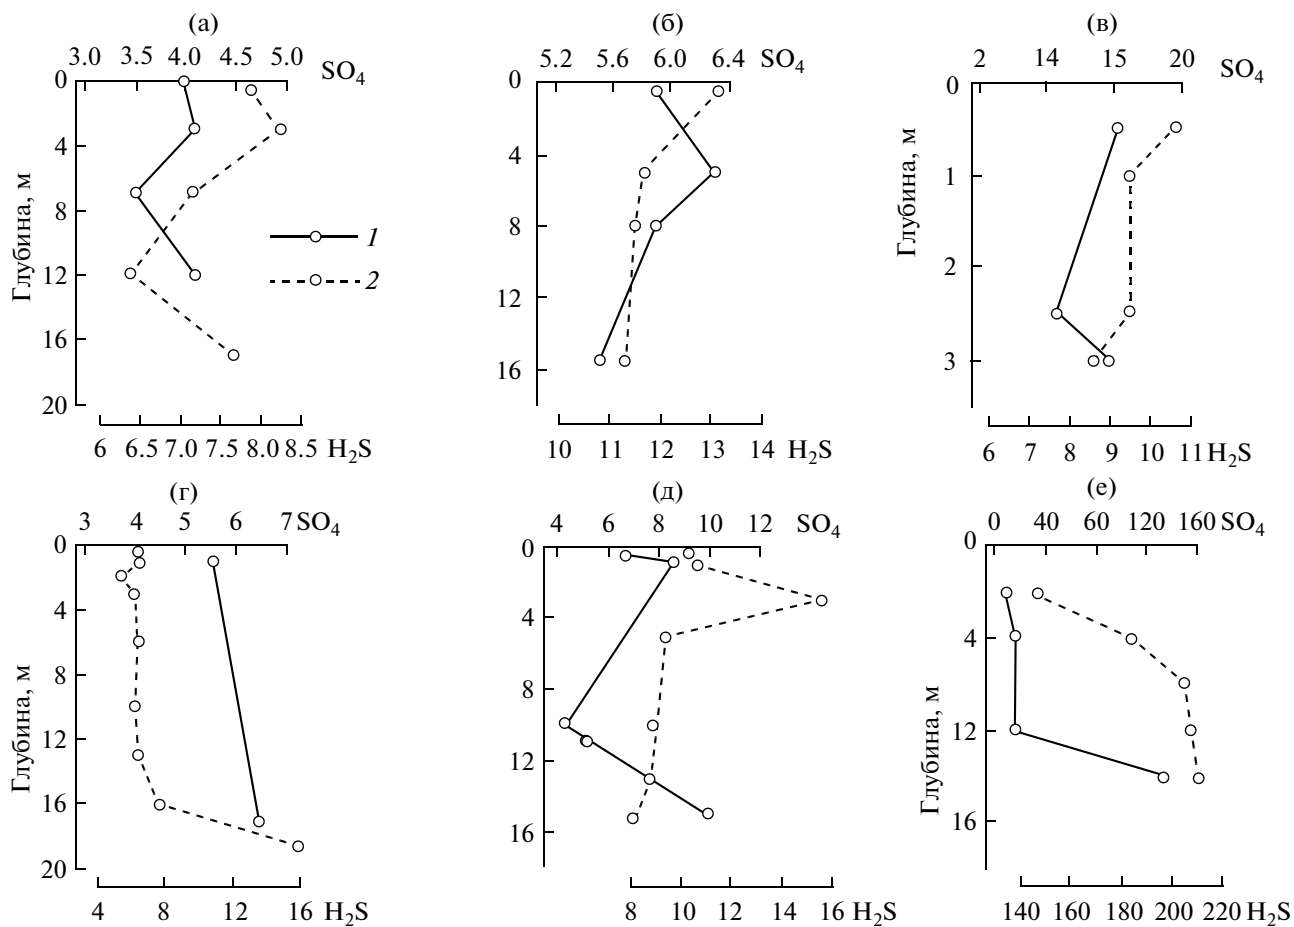 (а)
3.0 3.5 4.0 4.5 5.0 SO4
0
4
8
12
16
20
Глубина, м
1
2
6 6.5 7.0 7.5 8.0 8.5 H2S
(б)
5.2 5.6 6.0 6.4 SO4
0
4
8
12
16
10 11 12 13 14 H2S
(в)
2 14 15 20 SO4
0
1
2
3
Глубина, м
6 7 8 9 10 11 H2S
(г)
3 4 5 6 7 SO4
0
4
8
12
16
20
Глубина, м
4 8 12 16 H2S
(д)
4 6 8 10 12 SO4
0
4
8
12
16
8 10 12 14 16 H2S
(е)
0 40 60 120 160 SO4
0
4
12
16
Глубина, м
140 160 180 200 220 H2S